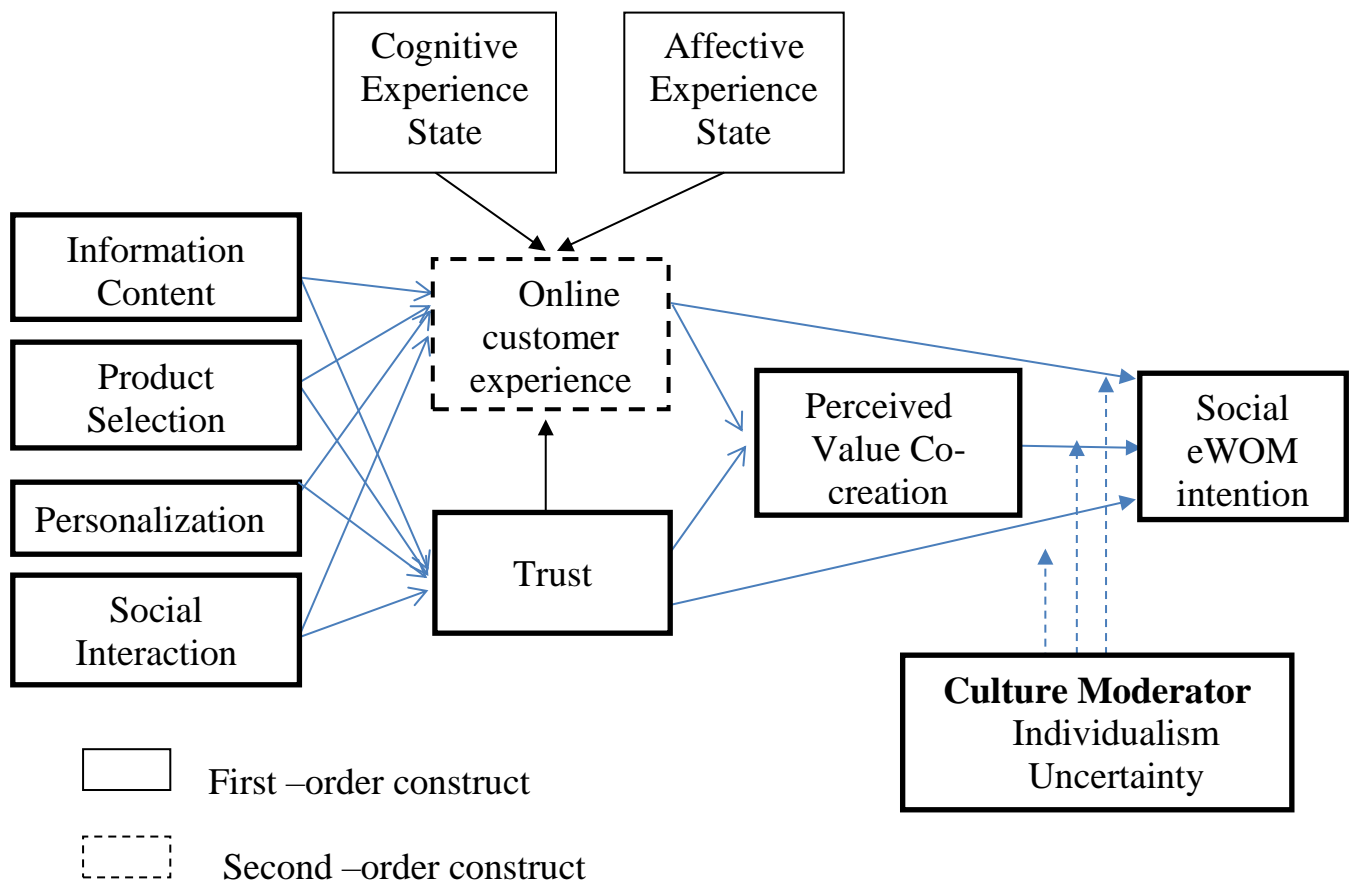 Cognitive
Experience
State
Affective
Experience
State
Information
Content
Product
Selection
Personalization
Social
Interaction
Online
customer
experience
Trust
Perceived
Value Co-
creation
Social
eWOM
intention
Culture Moderator
Individualism
Uncertainty
First –order construct
Second –order construct